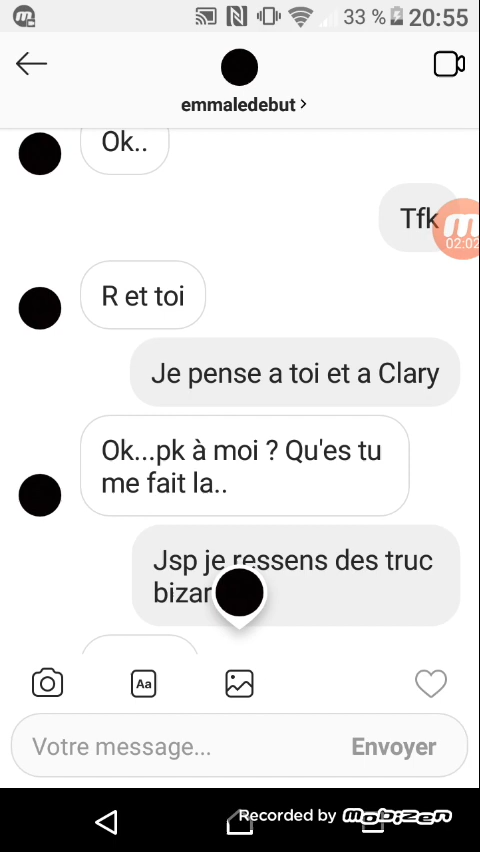 33 % 20:55
emmaledebut >
Ok..
Tfk
02:02
R et toi
Je pense a toi et a Clary
Ok...pk à moi ? Qu'es tu
me fait la..
Jsp je ressens des truc
bizar
Aa
Votre message...
Envoyer
Recorded by Mobizen